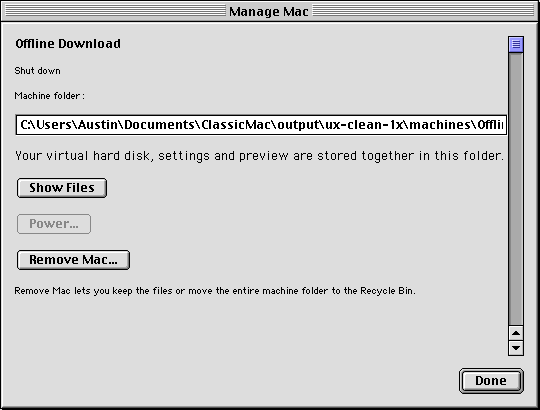 Manage Mac
Offline Download
Shut down
Machine folder:
C:\Users\Austin\Documents\ClassicMac\output\ux-clean-1x\machines\Offlin
Your virtual hard disk, settings and preview are stored together in this folder.
Show Files
Power...
Remove Mac...
Remove Mac lets you keep the files or move the entire machine folder to the Recycle Bin.
Done